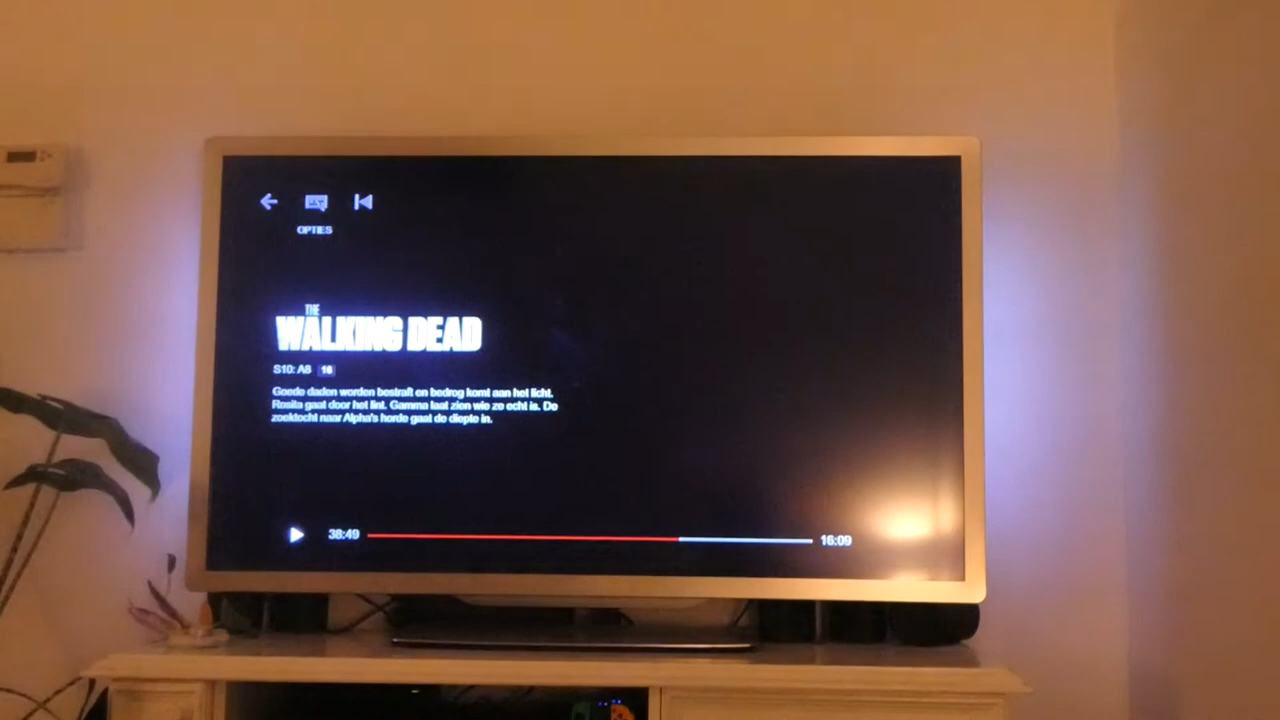 OPTIES
THE
WALKING DEAD
S10: A8 16
Goede daden worden bestraft en bedrog komt aan het licht.
Rosita gaat door het lint. Gamma laat zien wie ze echt is. De
zoektocht naar Alpha's horde gaat de diepte in.
38:49 16:09